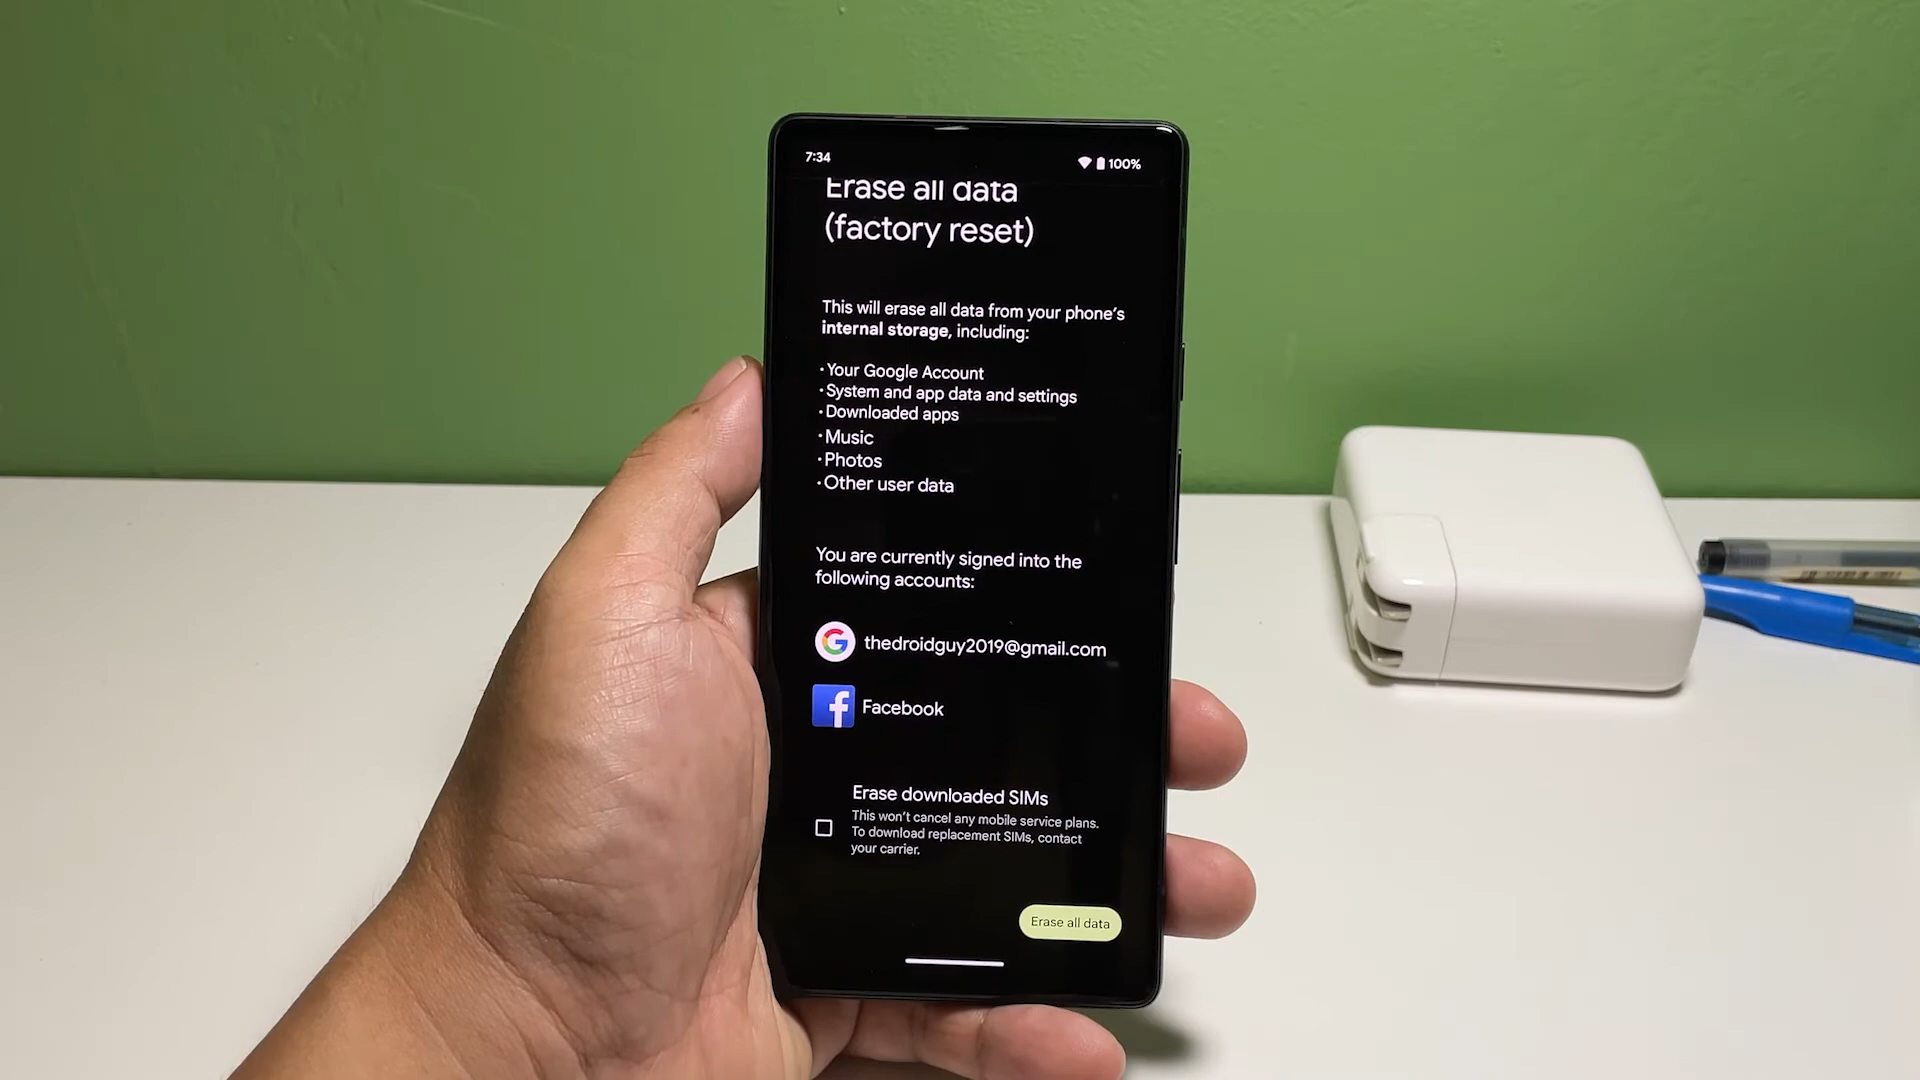 7:34
100%
Erase all data
(factory reset)
This will erase all data from your phone's
internal storage, including:
• Your Google Account
• System and app data and settings
• Downloaded apps
• Music
• Photos
• Other user data
You are currently signed into the
following accounts:
G thedroidguy2019@gmail.com
f Facebook
Erase downloaded SIMs
This won't cancel any mobile service plans.
To download replacement SIMs, contact
your carrier.
Erase all data